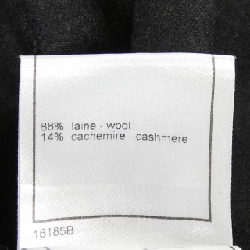 86% laine - wool
14% cachemire - cashmere
16185B